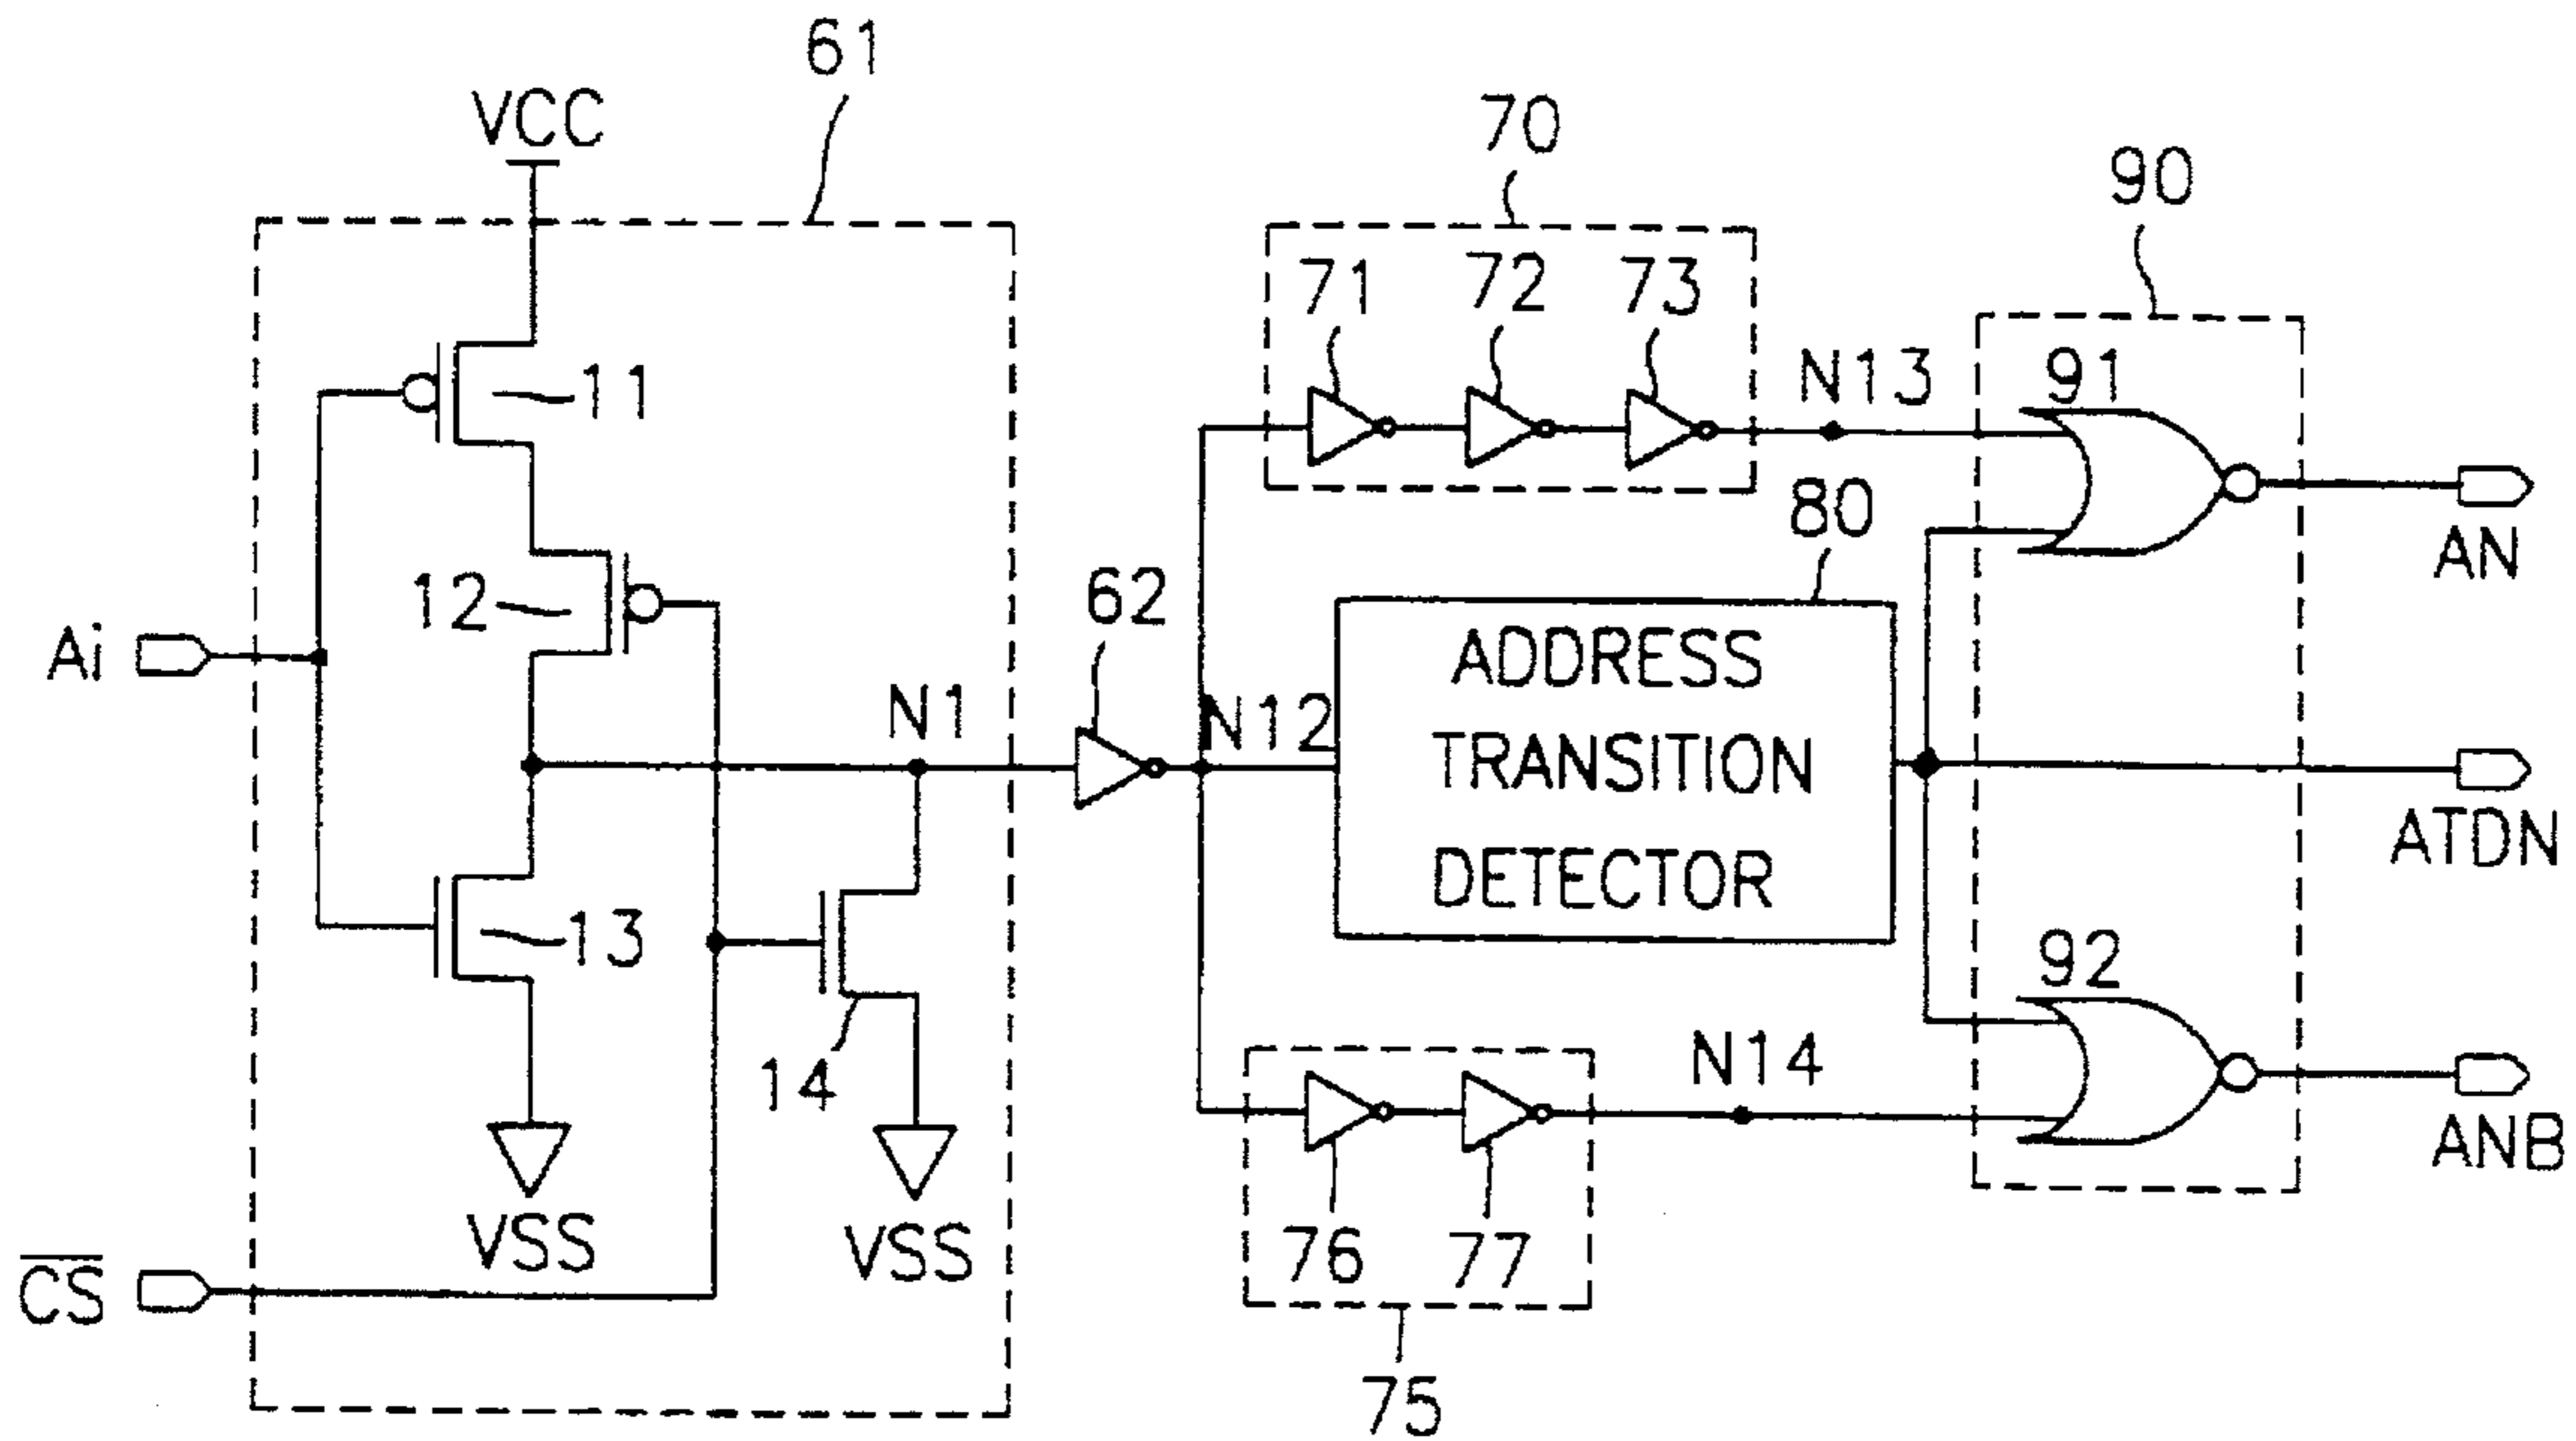 61
VCC
70
90
71
72
73
N13
91
11
80
AN
12
62
Ai
N1
N12
ADDRESS
TRANSITION
DETECTOR
ATDN
13
92
14
N14
ANB
VSS
VSS
76
77
C̅S̅
75